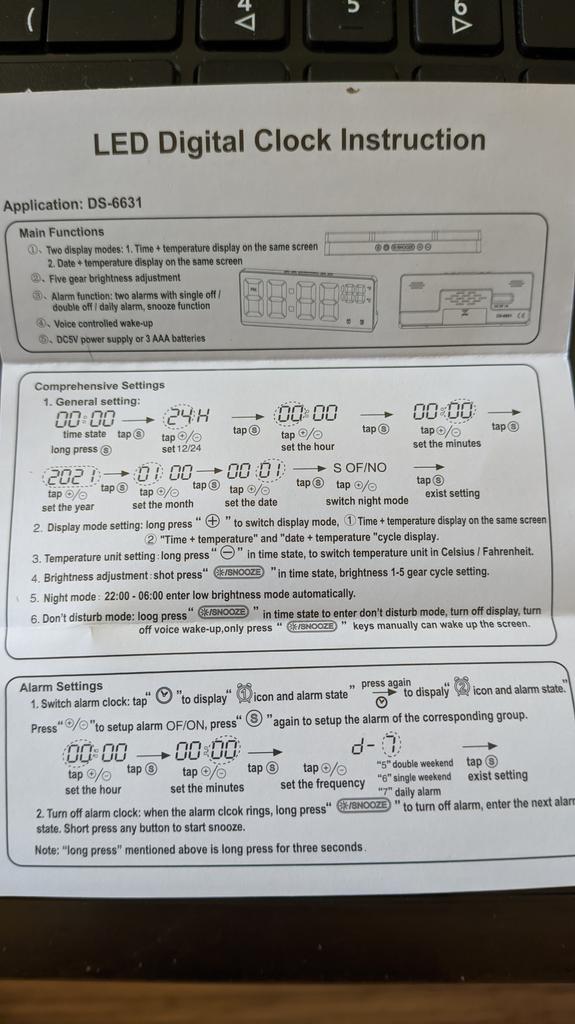 (
4
5
6
LED Digital Clock Instruction
Application: DS-6631
Main Functions
①、Two display modes: 1. Time + temperature display on the same screen
2. Date + temperature display on the same screen
②、Five gear brightness adjustment
③、Alarm function: two alarms with single off /
double off / daily alarm, snooze function
④、Voice controlled wake-up
⑤、DC5V power supply or 3 AAA batteries
Comprehensive Settings
1. General setting:
00:00 → 24H → 00:00 → 00:00 →
time state tap Ⓢ tap ⊕/⊖ tap Ⓢ tap ⊕/⊖ tap Ⓢ tap ⊕/⊖ tap Ⓢ
long press Ⓢ set 12/24 set the hour set the minutes
2021 → 01 00 → 00 01 → S OF/NO →
tap ⊕/⊖ tap Ⓢ tap ⊕/⊖ tap Ⓢ tap ⊕/⊖ tap Ⓢ tap ⊕/⊖ tap Ⓢ
set the year set the month set the date switch night mode exist setting
2. Display mode setting: long press “ ⊕ ” to switch display mode, ① Time + temperature display on the same screen
② "Time + temperature" and "date + temperature "cycle display.
3. Temperature unit setting : long press “ ⊖ ” in time state, to switch temperature unit in Celsius / Fahrenheit.
4. Brightness adjustment : shot press“ ☀/SNOOZE ”in time state, brightness 1-5 gear cycle setting.
5. Night mode : 22:00 - 06:00 enter low brightness mode automatically.
6. Don't disturb mode: loog press“ ☀/SNOOZE ” in time state to enter don't disturb mode, turn off display, turn
off voice wake-up,only press “ ☀/SNOOZE ” keys manually can wake up the screen.
Alarm Settings
1. Switch alarm clock: tap“ ”to display“ 1 icon and alarm state” press again → to dispaly“ 2 icon and alarm state.”
Press“⊕/⊖”to setup alarm OF/ON, press“ Ⓢ ”again to setup the alarm of the corresponding group.
00:00 → 00:00 → d-7 →
tap ⊕/⊖ tap Ⓢ tap ⊕/⊖ tap Ⓢ tap ⊕/⊖ "5" double weekend tap Ⓢ
set the hour set the minutes set the frequency "6" single weekend exist setting
"7" daily alarm
2. Turn off alarm clock: when the alarm clcok rings, long press“ ☀/SNOOZE ” to turn off alarm, enter the next alarm
state. Short press any button to start snooze.
Note: “long press” mentioned above is long press for three seconds.